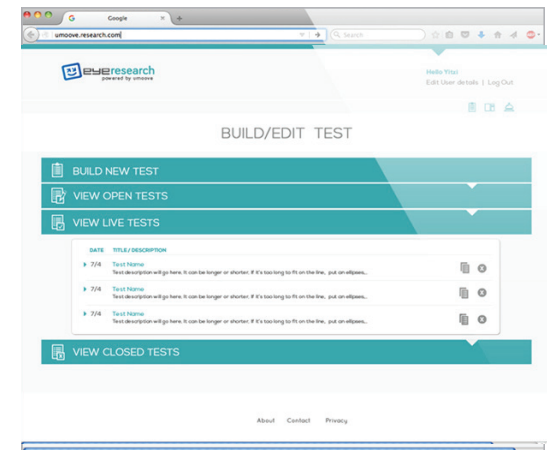 Google
umoove.research.com
Search
eyeresearch
powered by umoove
Edit User details | Log Out
BUILD/EDIT TEST
BUILD NEW TEST
VIEW OPEN TESTS
VIEW LIVE TESTS
DATE TITLE / DESCRIPTION
7/4 Test Name
Test description will go here. It can be longer or shorter. If it's too long to fit on the line, put an ellipses...
7/4 Test Name
Test description will go here. It can be longer or shorter. If it's too long to fit on the line, put an ellipses...
7/4 Test Name
Test description will go here. It can be longer or shorter. If it's too long to fit on the line, put an ellipses...
VIEW CLOSED TESTS
About Contact Privacy